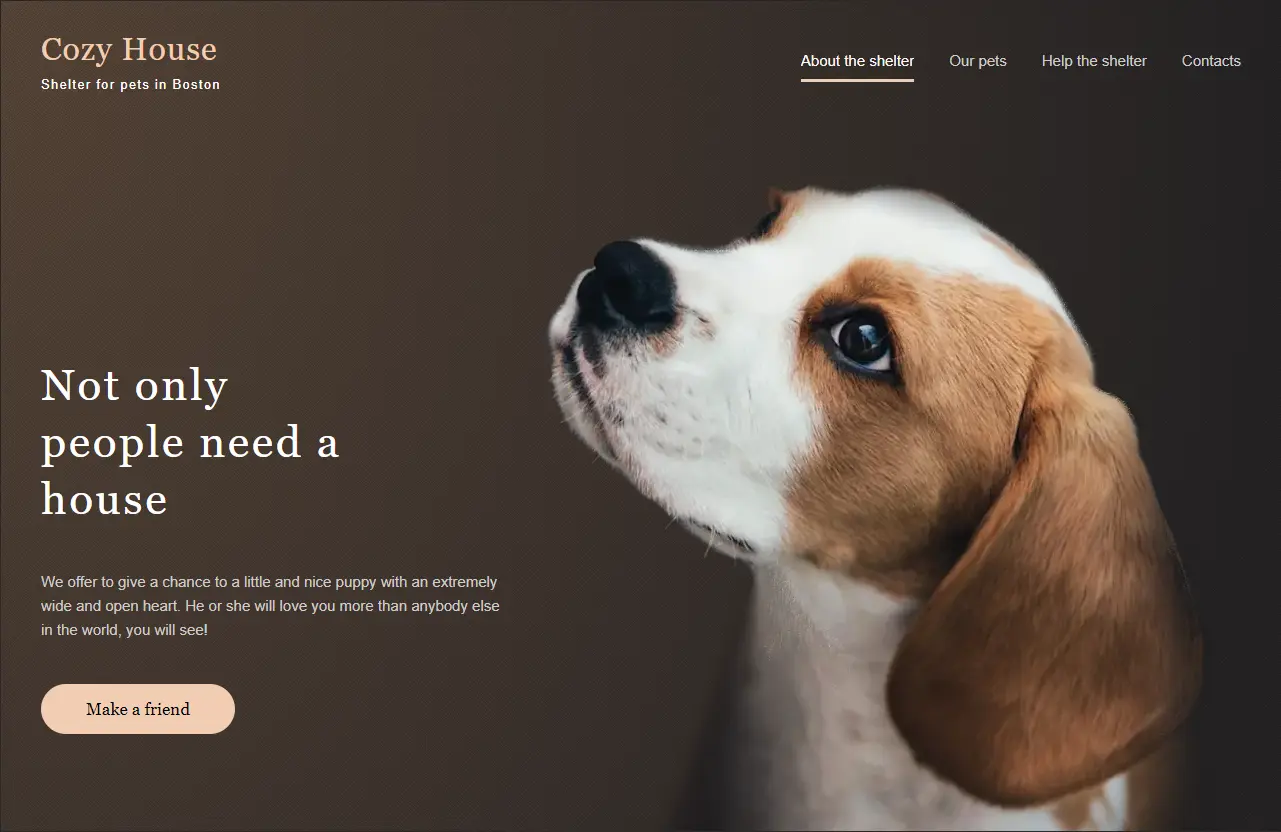 Cozy House
Shelter for pets in Boston
About the shelter
Our pets
Help the shelter
Contacts
Not only
people need a
house
We offer to give a chance to a little and nice puppy with an extremely
wide and open heart. He or she will love you more than anybody else
in the world, you will see!
Make a friend